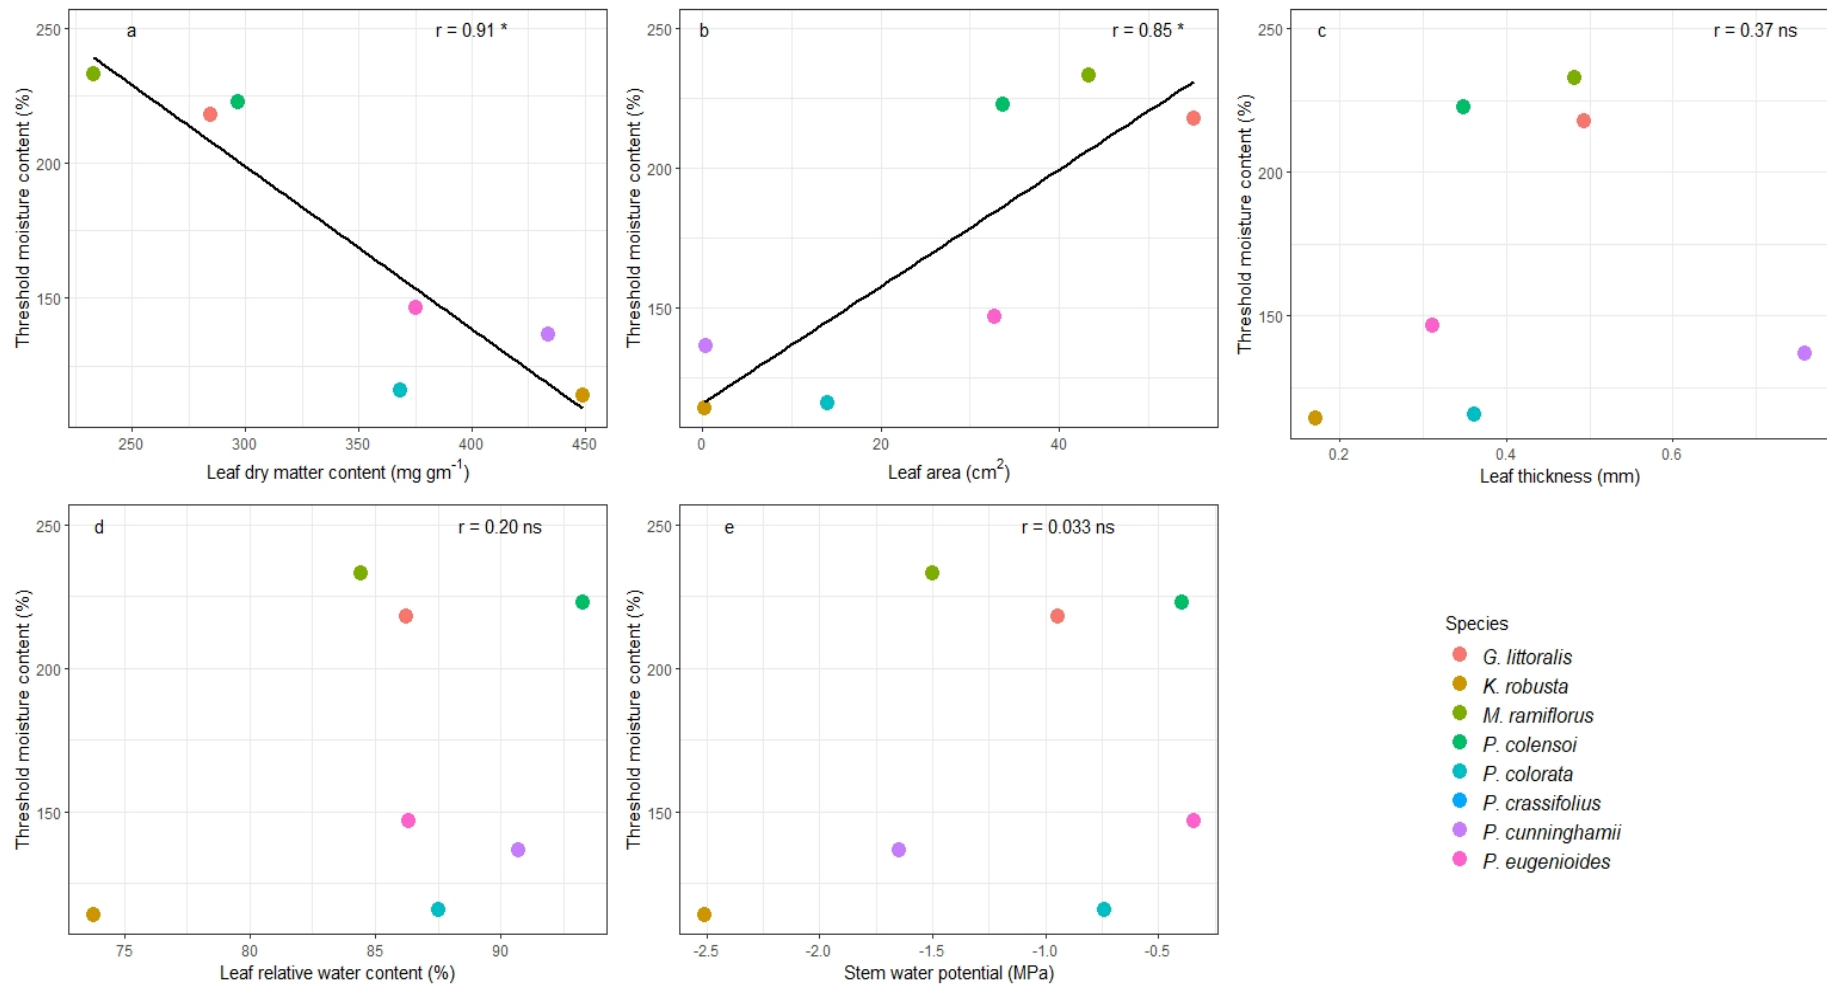 a
r = 0.91 *
250
200
150
Threshold moisture content (%)
250
300
350
400
450
Leaf dry matter content (mg gm⁻¹)
b
r = 0.85 *
250
200
150
Threshold moisture content (%)
0
20
40
Leaf area (cm²)
c
r = 0.37 ns
250
200
150
Threshold moisture content (%)
0.2
0.4
0.6
Leaf thickness (mm)
d
r = 0.20 ns
250
200
150
Threshold moisture content (%)
75
80
85
90
Leaf relative water content (%)
e
r = 0.033 ns
250
200
150
Threshold moisture content (%)
-2.5
-2.0
-1.5
-1.0
-0.5
Stem water potential (MPa)
Species
G. littoralis
K. robusta
M. ramiflorus
P. colensoi
P. colorata
P. crassifolius
P. cunninghamii
P. eugenioides